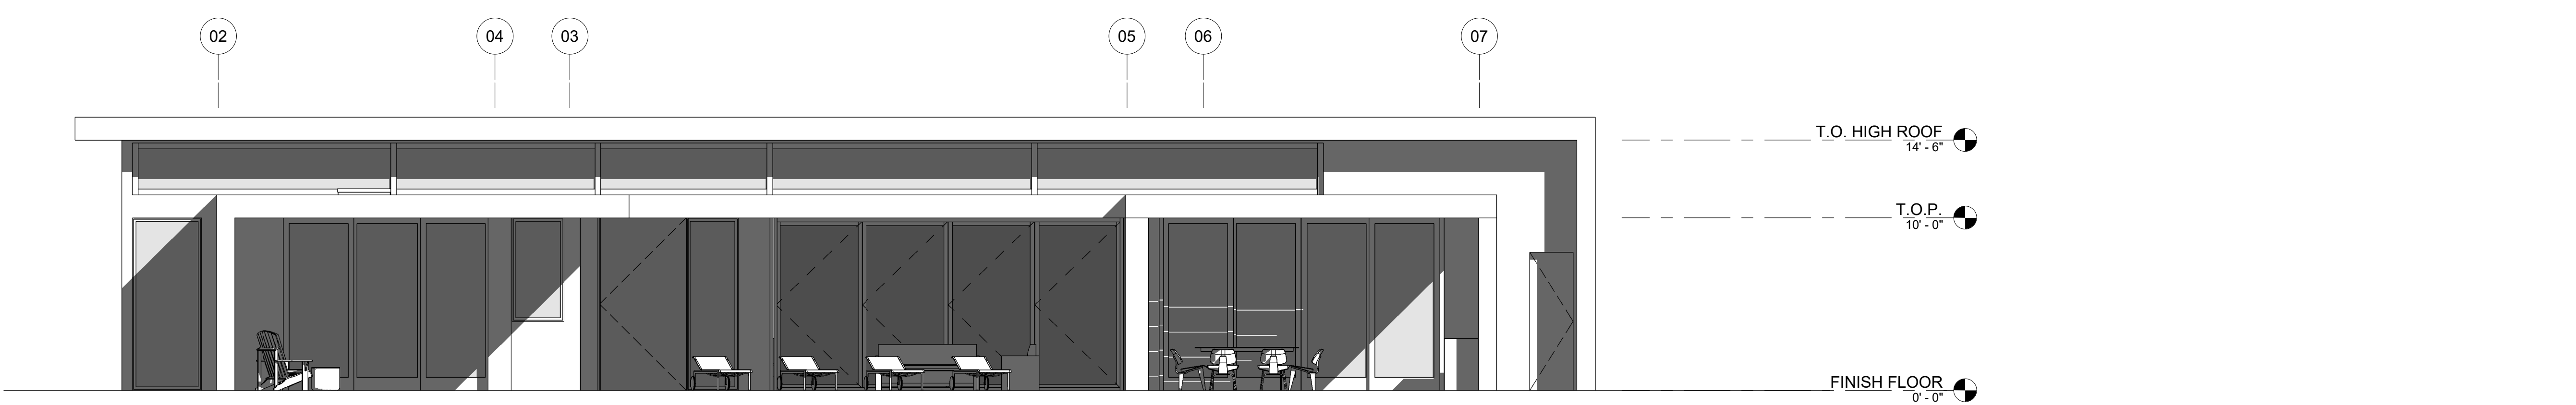 02
04
03
05
06
07
T.O. HIGH ROOF
14' - 6"
T.O.P.
10' - 0"
FINISH FLOOR
0' - 0"